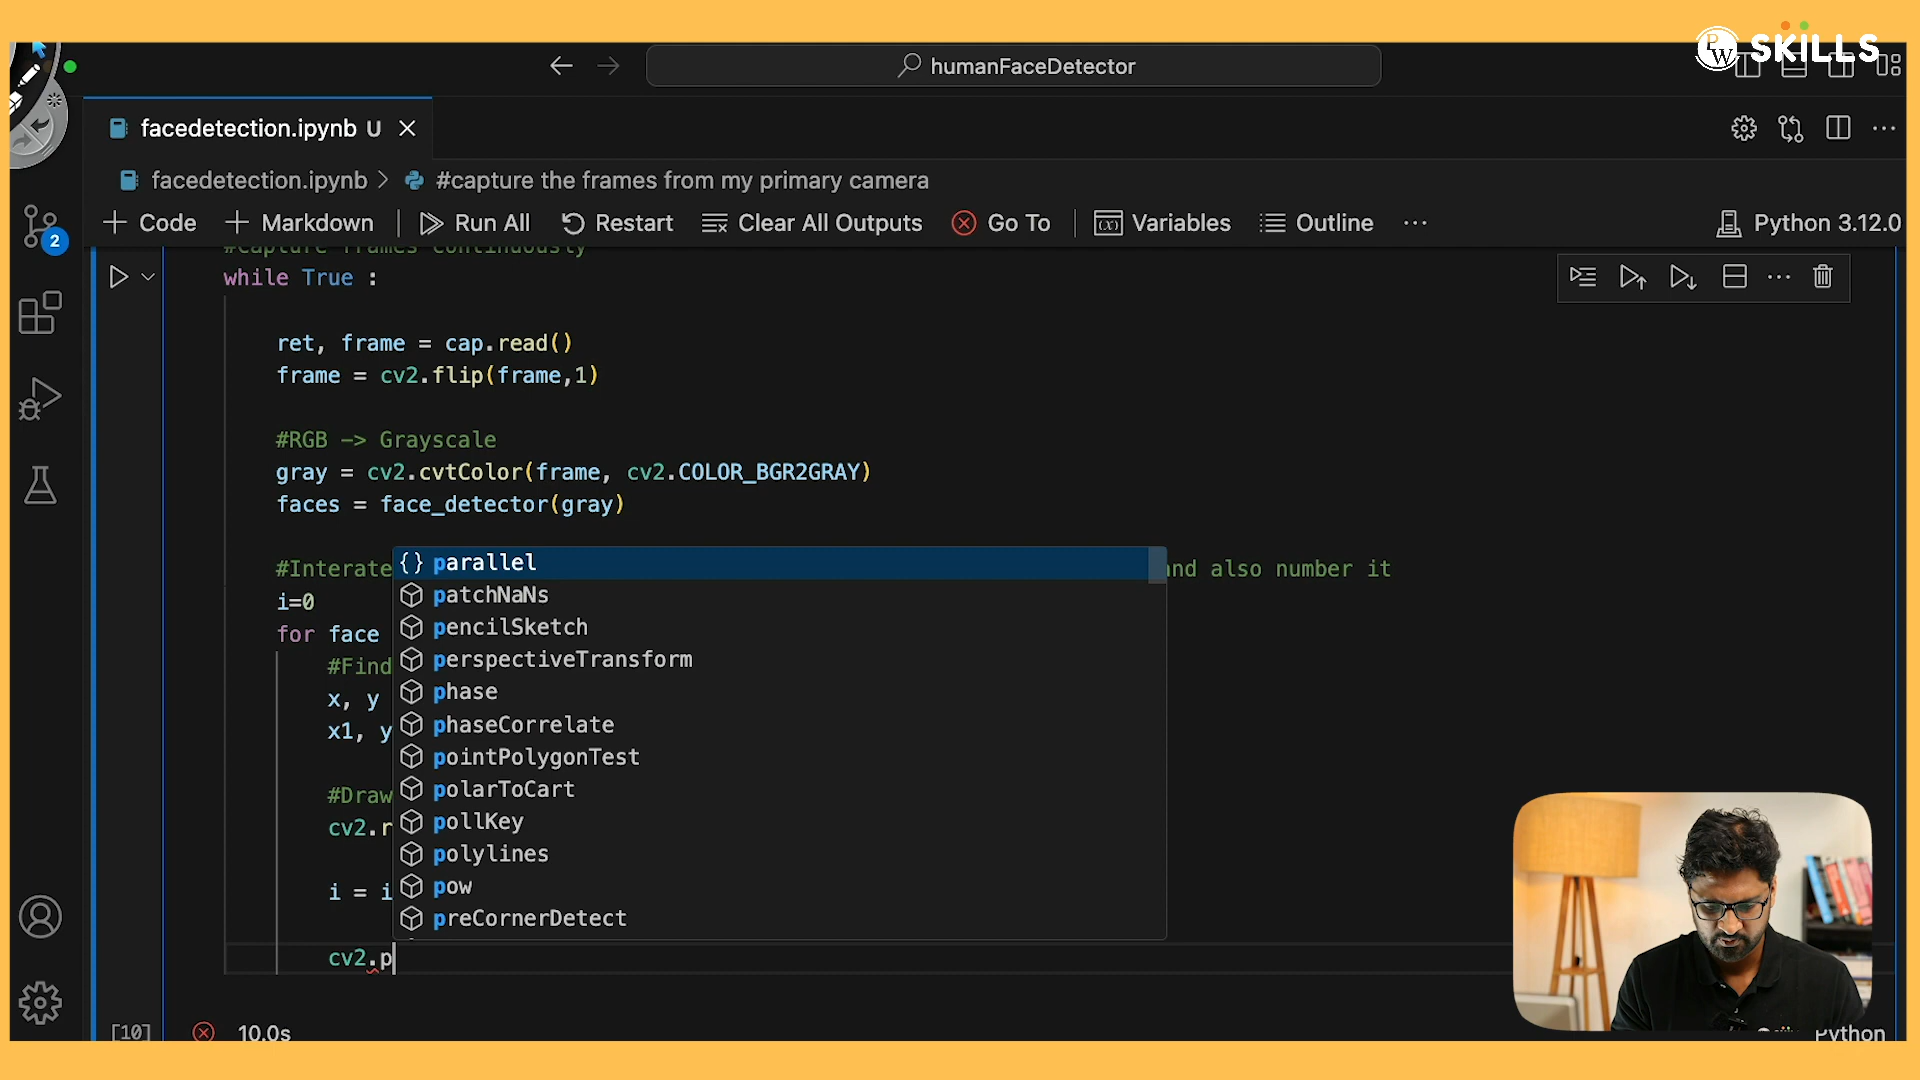 PW SKILLS
humanFaceDetector
facedetection.ipynb U
facedetection.ipynb > #capture the frames from my primary camera
+ Code + Markdown Run All Restart Clear All Outputs Go To Variables Outline ... Python 3.12.0
2
#Capture frames continuously
while True :
ret, frame = cap.read()
frame = cv2.flip(frame,1)
#RGB -> Grayscale
gray = cv2.cvtColor(frame, cv2.COLOR_BGR2GRAY)
faces = face_detector(gray)
#Interate and also number it
i=0
for face
#Find
x, y
x1, y
#Draw
cv2.r
i = i
cv2.p
{} parallel
patchNaNs
pencilSketch
perspectiveTransform
phase
phaseCorrelate
pointPolygonTest
polarToCart
pollKey
polylines
pow
preCornerDetect
[10] 10.0s Python